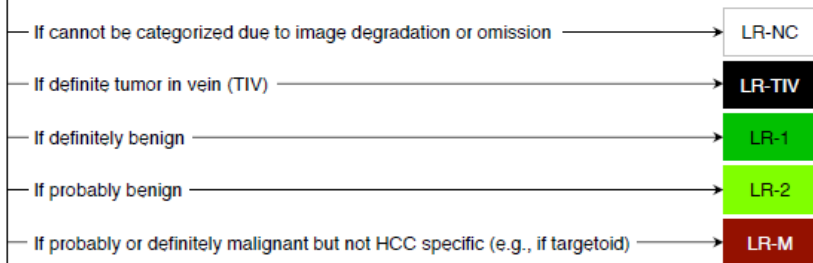 If cannot be categorized due to image degradation or omission LR-NC
If definite tumor in vein (TIV) LR-TIV
If definitely benign LR-1
If probably benign LR-2
If probably or definitely malignant but not HCC specific (e.g., if targetoid) LR-M